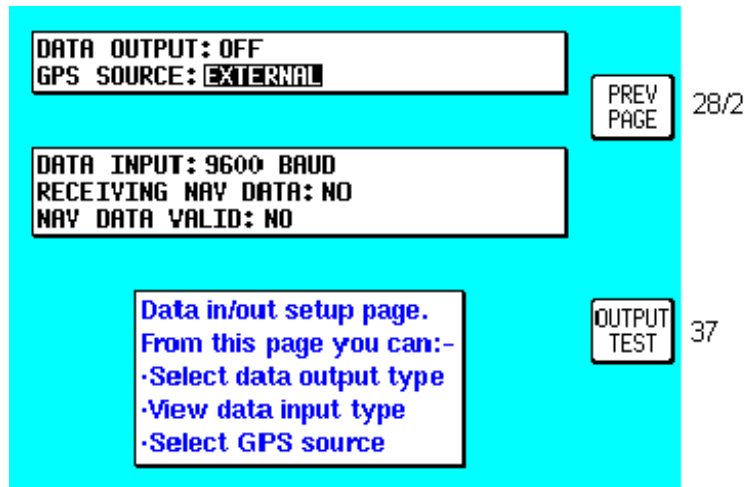 DATA OUTPUT: OFF
GPS SOURCE: EXTERNAL
PREV
PAGE
28/2
DATA INPUT: 9600 BAUD
RECEIVING NAV DATA: NO
NAV DATA VALID: NO
Data in/out setup page.
From this page you can:-
·Select data output type
·View data input type
·Select GPS source
OUTPUT
TEST
37